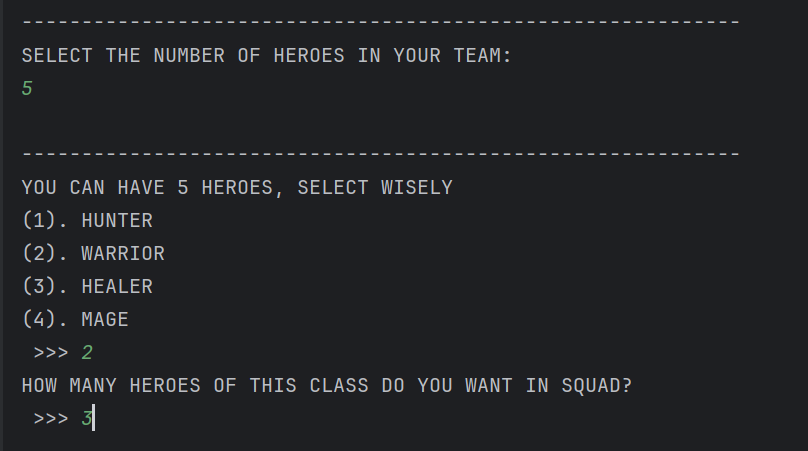 ------------------------------------------------------------
SELECT THE NUMBER OF HEROES IN YOUR TEAM:
5
------------------------------------------------------------
YOU CAN HAVE 5 HEROES, SELECT WISELY
(1). HUNTER
(2). WARRIOR
(3). HEALER
(4). MAGE
>>> 2
HOW MANY HEROES OF THIS CLASS DO YOU WANT IN SQUAD?
>>> 3